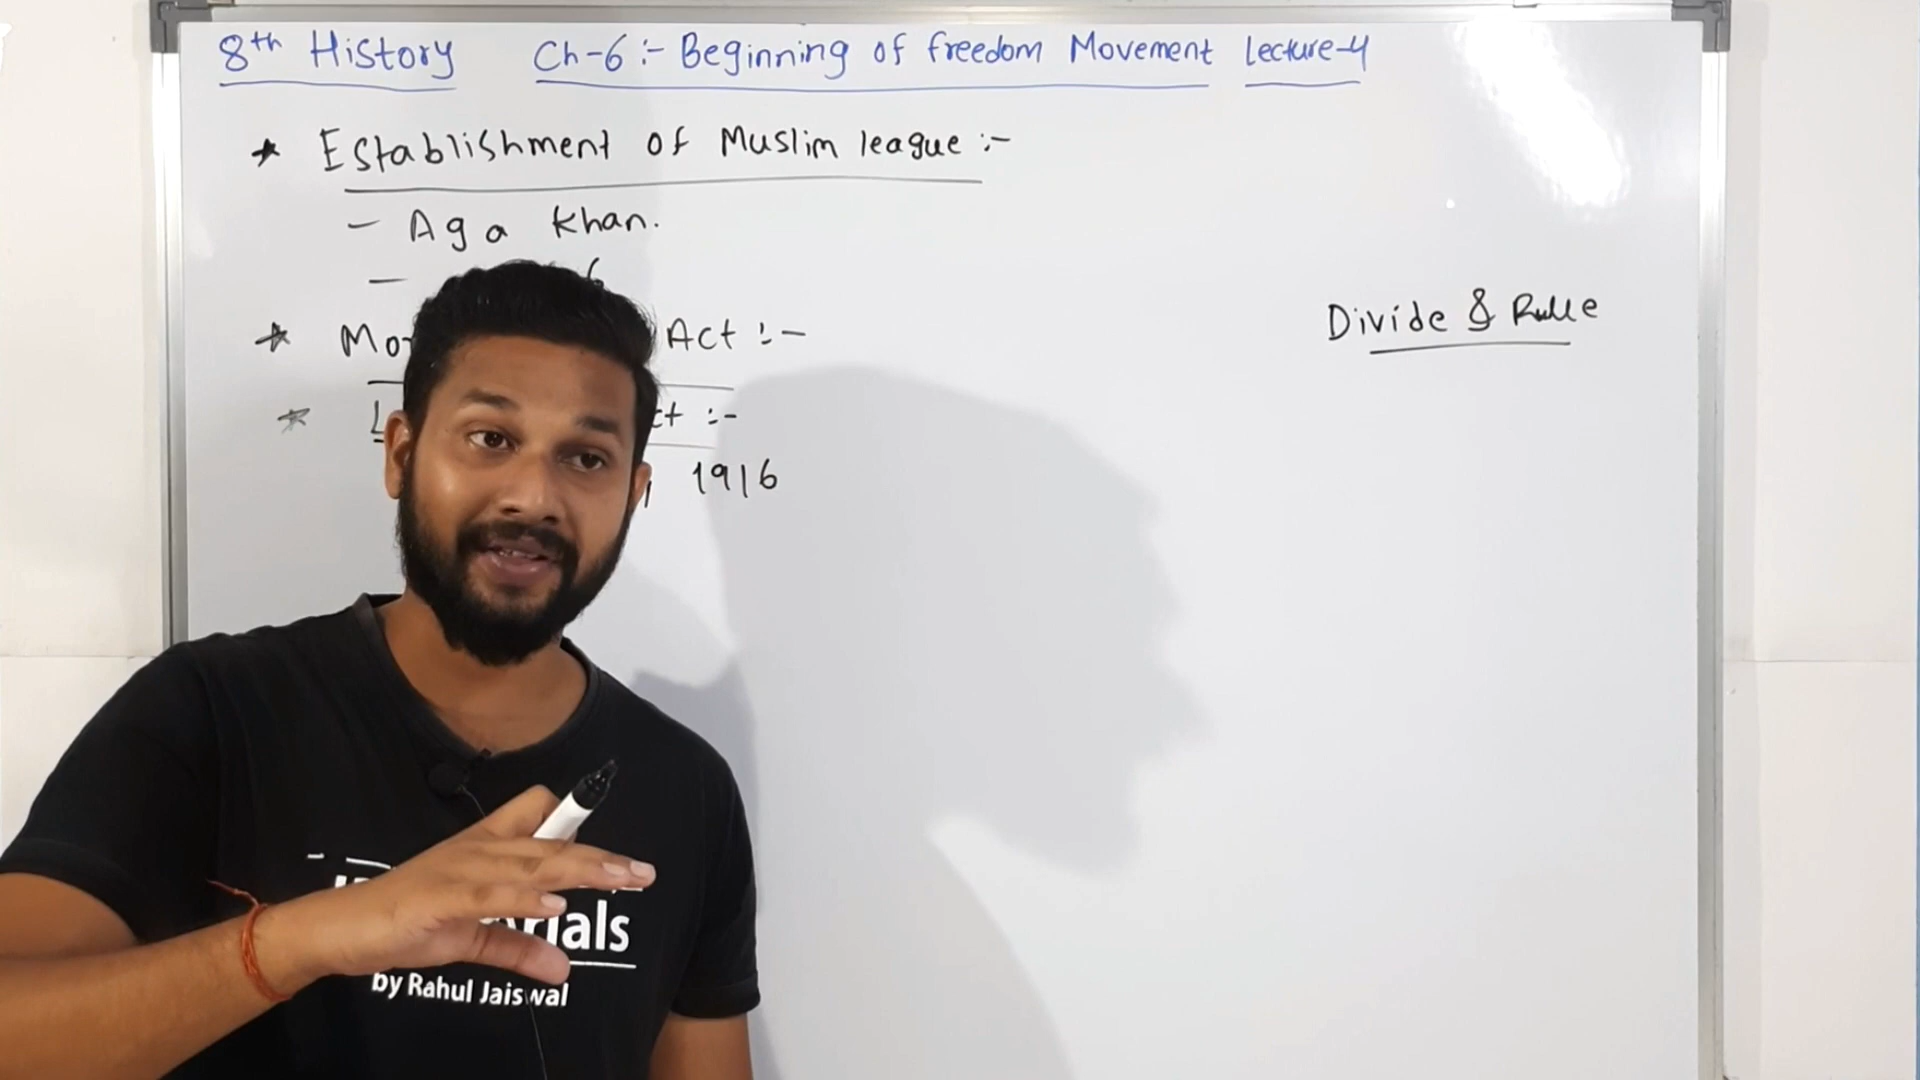 8th History Ch-6 :- Beginning of freedom Movement Lecture-4
* Establishment of Muslim league :-
- Aga Khan.
- 6
Divide & Rule
* Act :-
* :-
1916
by Rahul Jaiswal